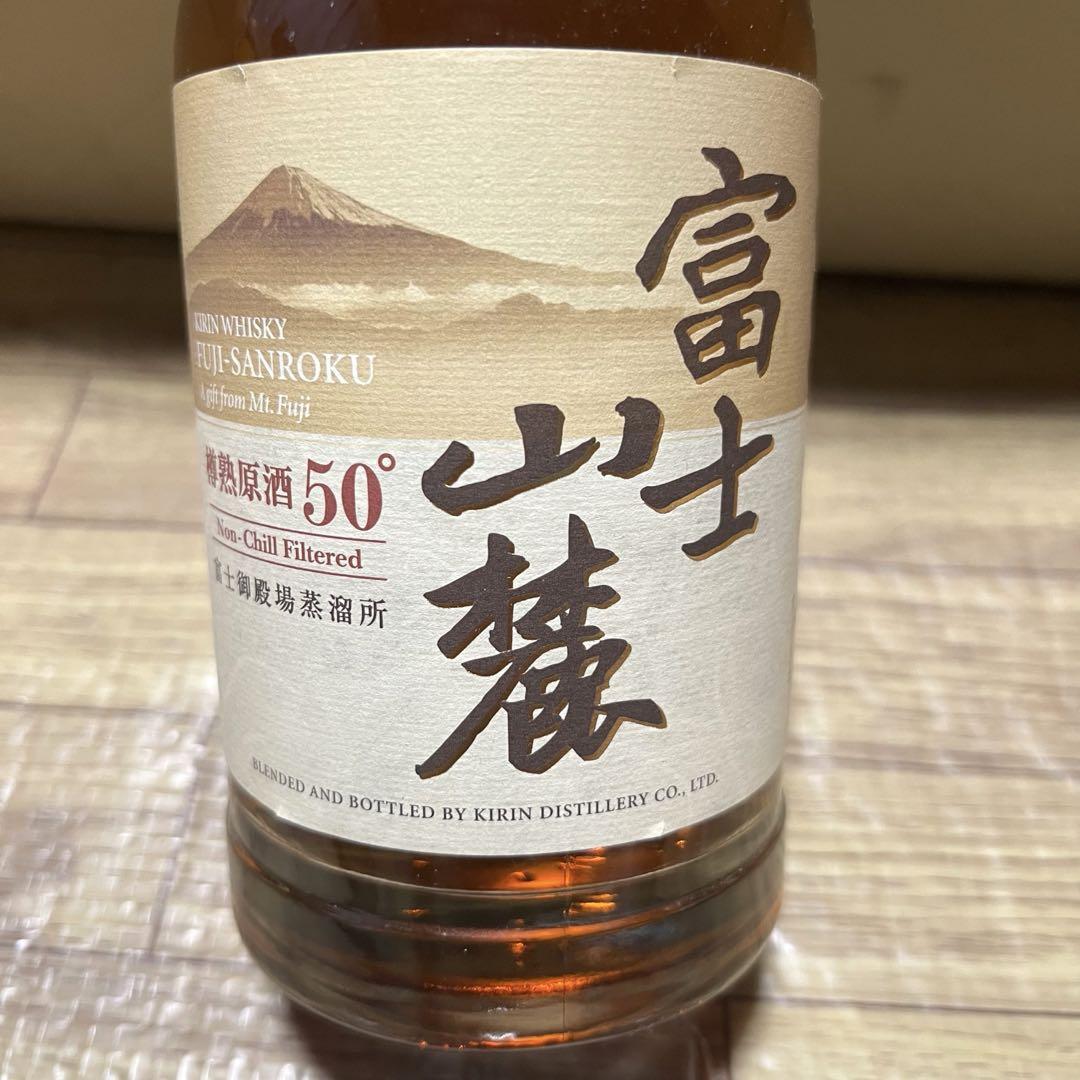 富士
山麓
KIRIN WHISKY
FUJI-SANROKU
A gift from Mt. Fuji
樽熟原酒 50°
Non-Chill Filtered
富士御殿場蒸溜所
BLENDED AND BOTTLED BY KIRIN DISTILLERY CO., LTD.